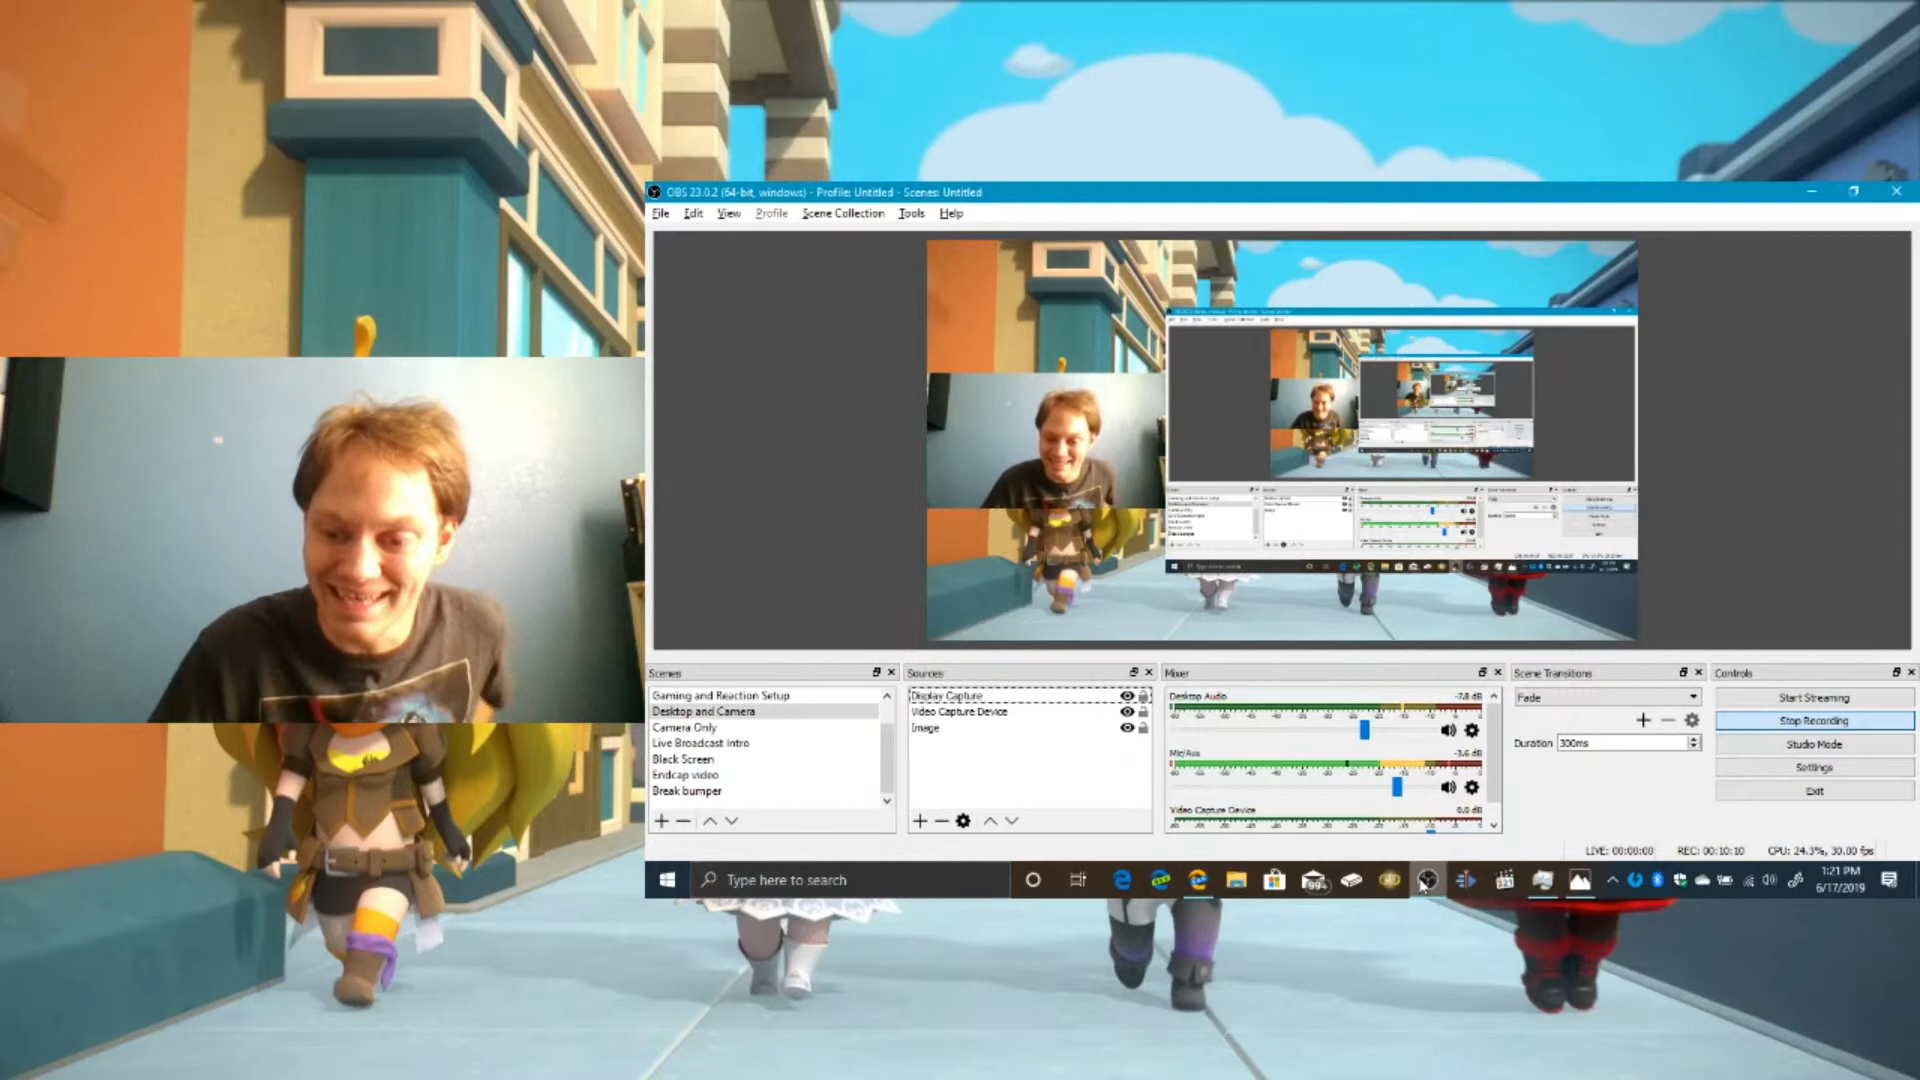 OBS 23.0.2 (64-bit, windows) - Profile: Untitled - Scenes: Untitled
File Edit View Profile Scene Collection Tools Help
Scenes
Gaming and Reaction Setup
Desktop and Camera
Camera Only
Live Broadcast Intro
Black Screen
Endcap video
Break bumper
Sources
Display Capture
Video Capture Device
Image
Mixer
Desktop Audio -7.8 dB
Mic/Aux -3.6 dB
Video Capture Device 0.0 dB
Scene Transitions
Fade
Duration 300ms
Controls
Start Streaming
Stop Recording
Studio Mode
Settings
Exit
LIVE: 00:00:00 REC: 00:10:10 CPU: 24.3%, 30.00 fps
Type here to search
99+
321
1:21 PM
6/17/2019